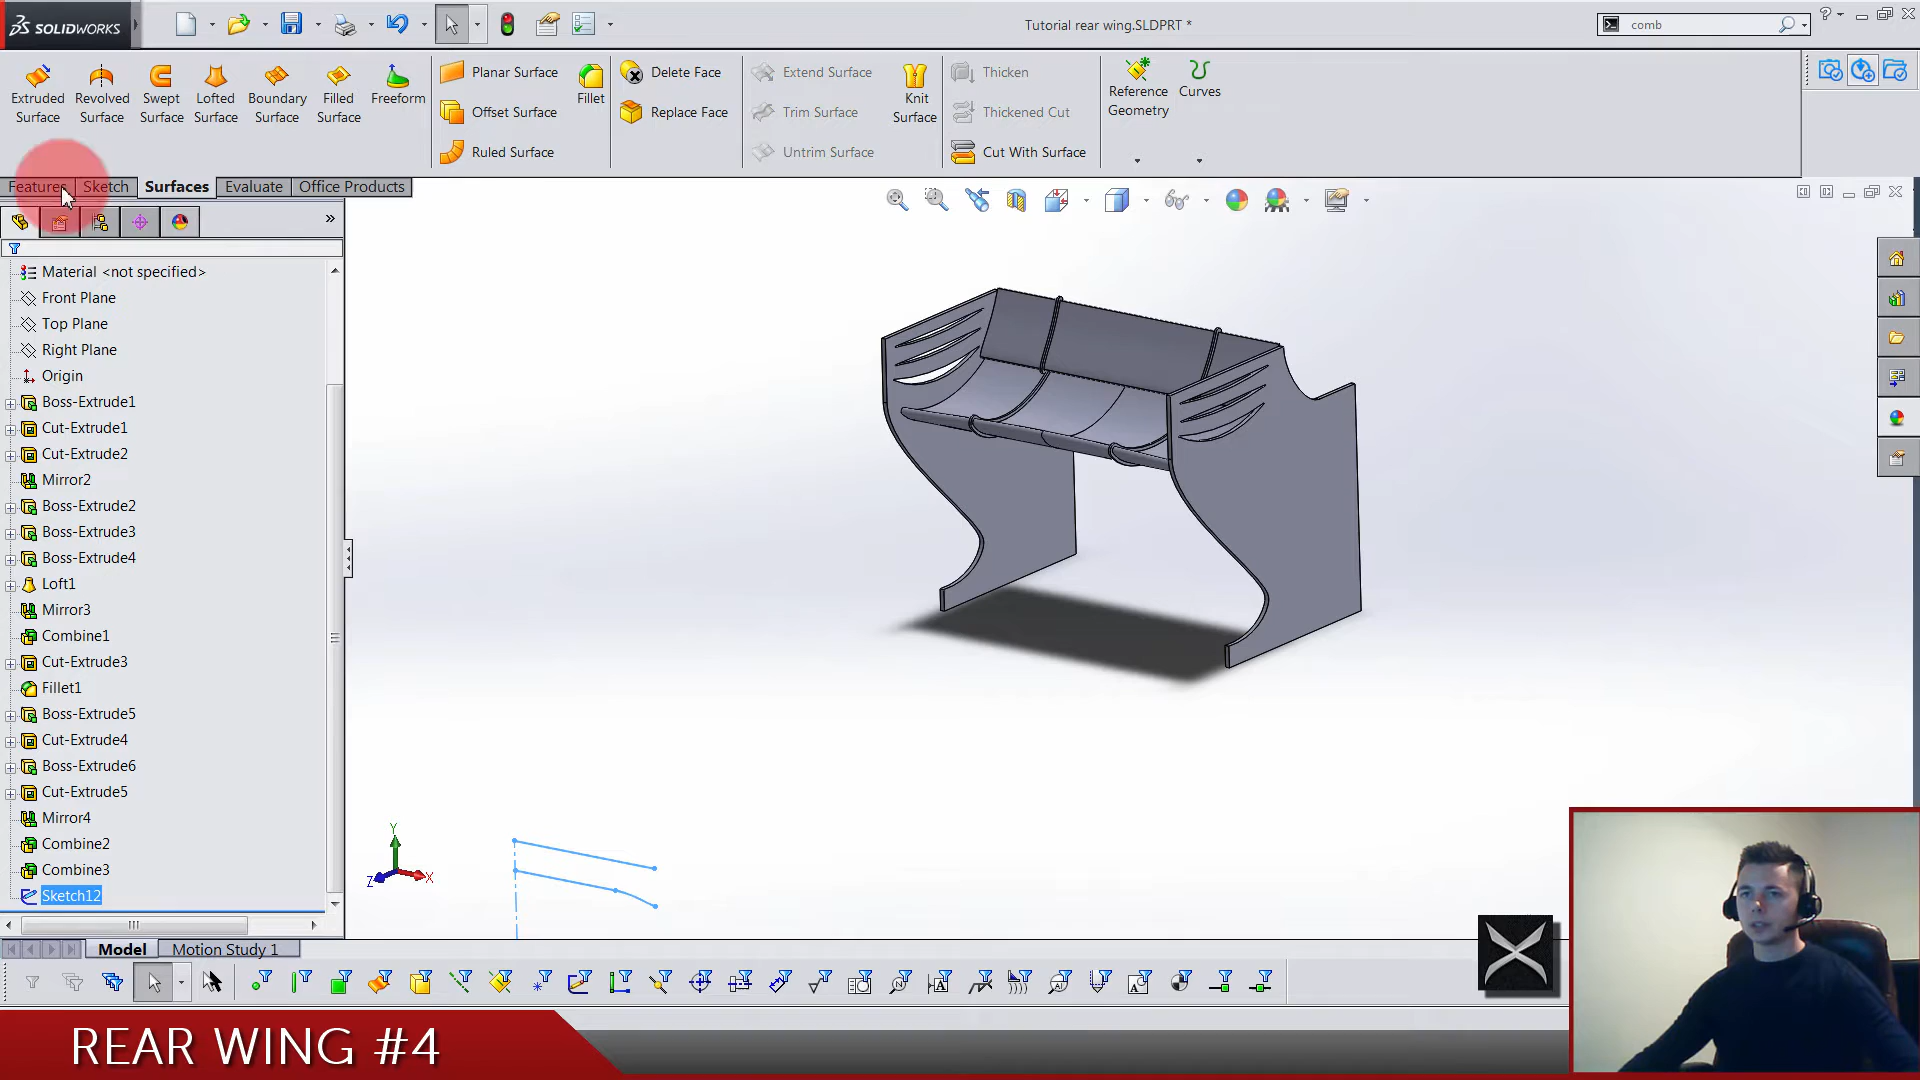 SOLIDWORKS
Tutorial rear wing.SLDPRT *
comb
Extruded Surface
Revolved Surface
Swept Surface
Lofted Surface
Boundary Surface
Filled Surface
Freeform
Planar Surface
Offset Surface
Ruled Surface
Fillet
Delete Face
Replace Face
Extend Surface
Trim Surface
Untrim Surface
Knit Surface
Thicken
Thickened Cut
Cut With Surface
Reference Geometry
Curves
Features
Sketch
Surfaces
Evaluate
Office Products
Material <not specified>
Front Plane
Top Plane
Right Plane
Origin
Boss-Extrude1
Cut-Extrude1
Cut-Extrude2
Mirror2
Boss-Extrude2
Boss-Extrude3
Boss-Extrude4
Loft1
Mirror3
Combine1
Cut-Extrude3
Fillet1
Boss-Extrude5
Cut-Extrude4
Boss-Extrude6
Cut-Extrude5
Mirror4
Combine2
Combine3
Sketch12
Y
Z
X
Model
Motion Study 1
REAR WING #4